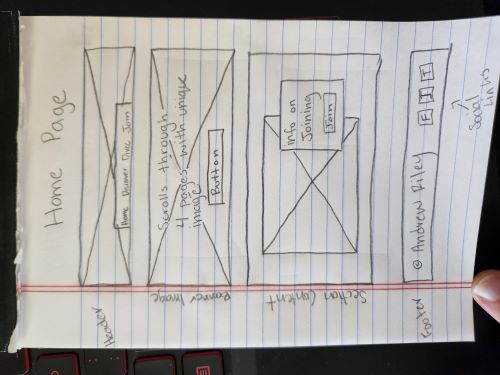 Home Page
Header
Home Discover Direc Join
Banner Image
Scrolls through
4 pages with unique
image
Button
Section Content
info on
Joining
Join
Footer
© Andrew Riley
F I T
Social
Links